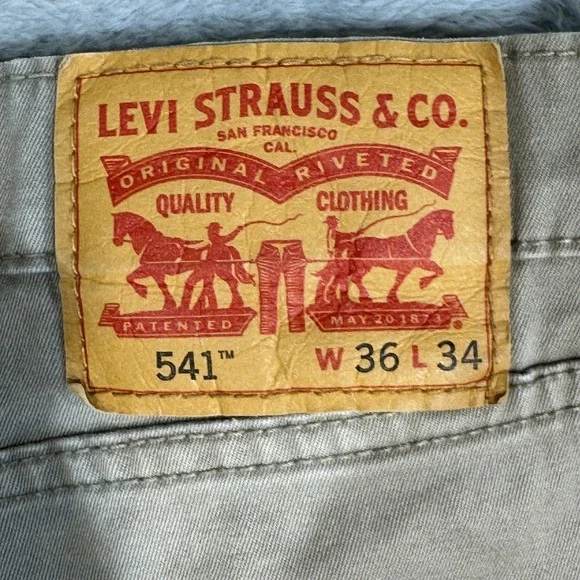 LEVI STRAUSS & CO.
SAN FRANCISCO
CAL.
ORIGINAL RIVETED
QUALITY CLOTHING
PATENTED MAY 20 1873
541™ W 36 L 34